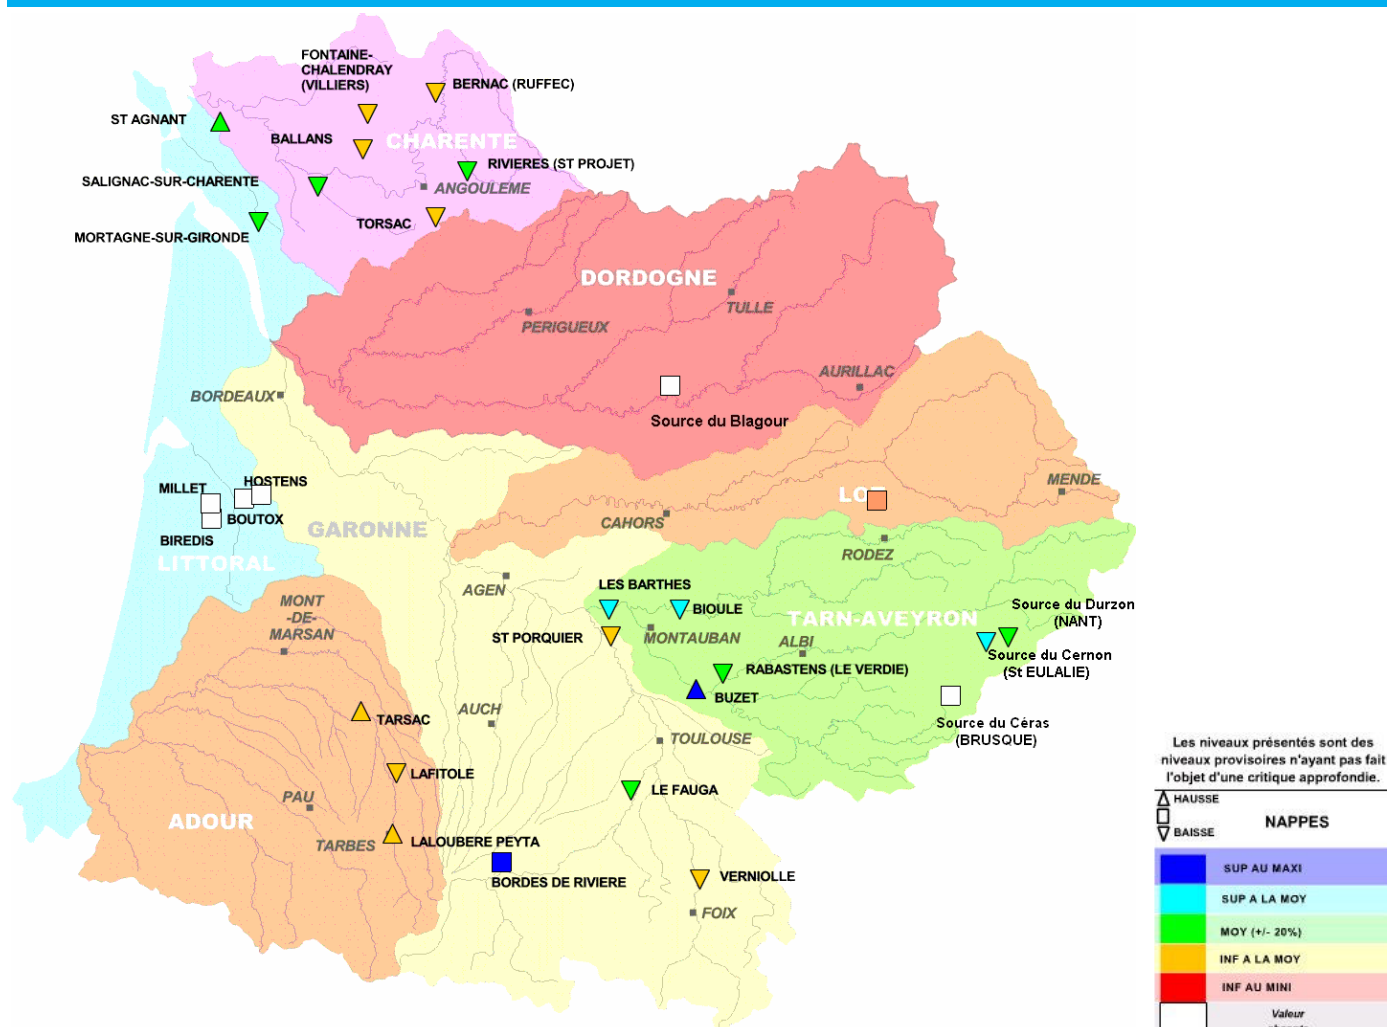 FONTAINE-
CHALENDRAY
(VILLIERS)
BERNAC (RUFFEC)
ST AGNANT
BALLANS
CHARENTE
RIVIERES (ST PROJET)
SALIGNAC-SUR-CHARENTE
ANGOULEME
TORSAC
MORTAGNE-SUR-GIRONDE
DORDOGNE
TULLE
PERIGUEUX
AURILLAC
BORDEAUX
Source du Blagour
MILLET
HOSTENS
LOT
MENDE
BOUTOX
CAHORS
GARONNE
BIREDIS
RODEZ
LITTORAL
AGEN
LES BARTHES
BIOULE
MONT
-DE-
MARSAN
TARN-AVEYRON
Source du Durzon
(NANT)
ST PORQUIER
MONTAUBAN
ALBI
Source du Cernon
(St EULALIE)
RABASTENS (LE VERDIE)
BUZET
AUCH
TARSAC
Source du Céras
(BRUSQUE)
TOULOUSE
LAFITOLE
LE FAUGA
PAU
ADOUR
TARBES
LALOUBERE PEYTA
BORDES DE RIVIERE
VERNIOLLE
FOIX
Les niveaux présentés sont des
niveaux provisoires n'ayant pas fait
l'objet d'une critique approfondie.
HAUSSE
NAPPES
BAISSE
SUP AU MAXI
SUP A LA MOY
MOY (+/- 20%)
INF A LA MOY
INF AU MINI
Valeur